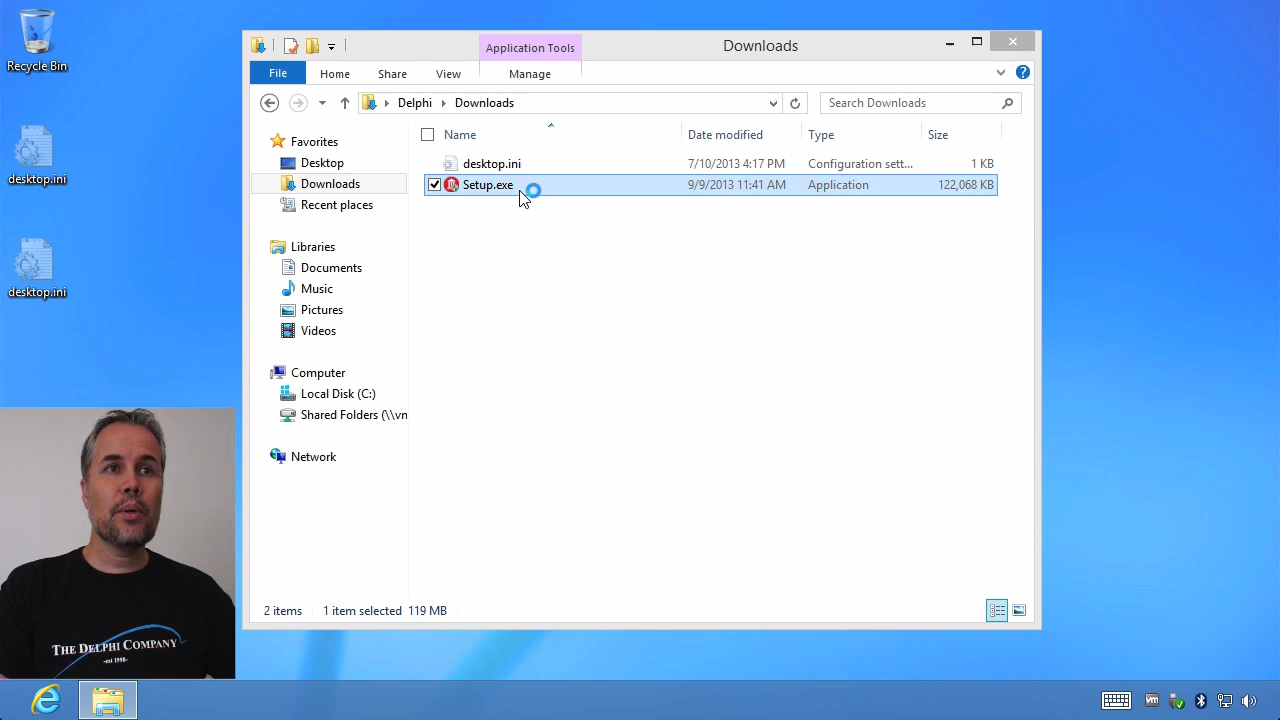 Recycle Bin
desktop.ini
desktop.ini
Application Tools
Downloads
File
Home
Share
View
Manage
Delphi
Downloads
Search Downloads
Favorites
Desktop
Downloads
Recent places
Libraries
Documents
Music
Pictures
Videos
Computer
Local Disk (C:)
Shared Folders (\\vn
Network
Name
Date modified
Type
Size
desktop.ini
7/10/2013 4:17 PM
Configuration sett...
1 KB
Setup.exe
9/9/2013 11:41 AM
Application
122,068 KB
2 items
1 item selected 119 MB
THE DELPHI COMPANY
-est 1998-
vm